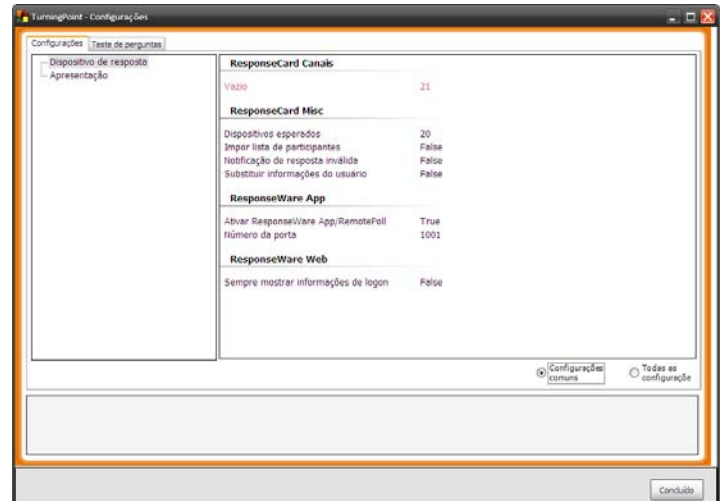 TurningPoint - Configurações
Configurações Teste de perguntas
Dispositivo de resposta
Apresentação
ResponseCard Canais
Vazio 21
ResponseCard Misc
Dispositivos esperados 20
Impor lista de participantes False
Notificação de resposta inválida False
Substituir informações do usuário False
ResponseWare App
Ativar ResponseWare App/RemotePoll True
Número da porta 1001
ResponseWare Web
Sempre mostrar informações de logon False
Configurações
comuns
Todas as
configuraçõe
Concluído